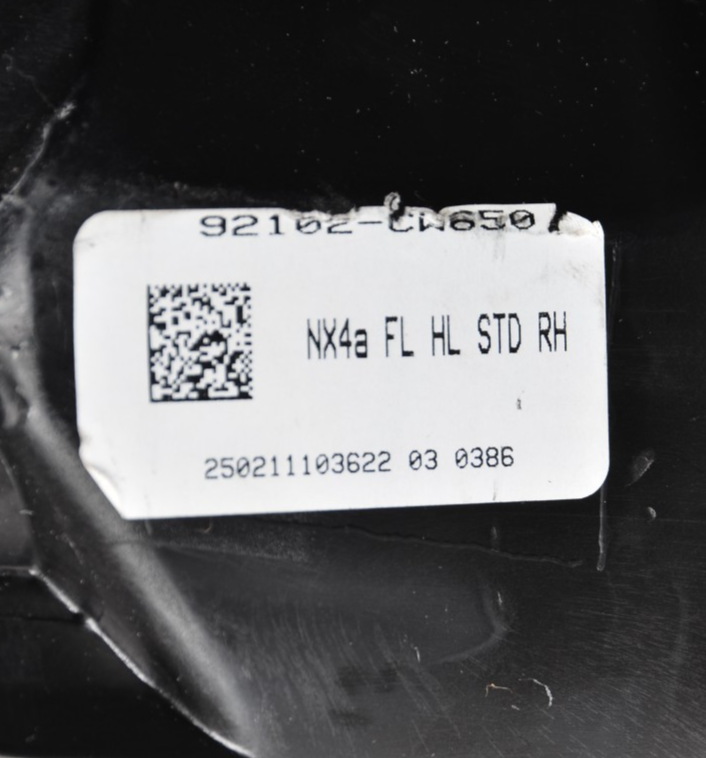 92102-CW650
NX4a FL HL STD RH
250211103622 03 0386